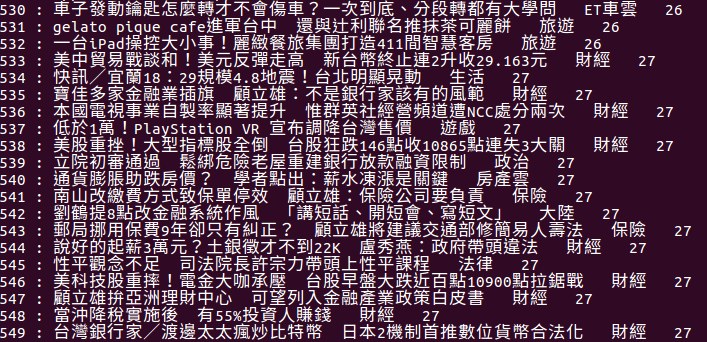 530 : 車子發動鑰匙怎麼轉才不會傷車？一次到底、分段轉都有大學問　ET車雲　26
531 : gelato pique cafe進軍台中　還與辻利聯名推抹茶可麗餅　旅遊　26
532 : 一台iPad操控大小事！麗緻餐旅集團打造411間智慧客房　旅遊　26
533 : 美中貿易戰談和！美元反彈走高　新台幣終止連2升收29.163元　財經　27
534 : 快訊／宜蘭18：29規模4.8地震！台北明顯晃動　生活　27
535 : 寶佳多家金融業插旗　顧立雄：不是銀行家該有的風範　財經　27
536 : 本國電視事業自製率顯著提升　惟群英社經營頻道遭NCC處分兩次　財經　27
537 : 低於1萬！PlayStation VR 宣布調降台灣售價　遊戲　27
538 : 美股重挫！大型指標股全倒　台股狂跌146點收10865點連失3大關　財經　27
539 : 立院初審通過　鬆綁危險老屋重建銀行放款融資限制　政治　27
540 : 通貨膨脹助跌房價？　學者點出：薪水凍漲是關鍵　房產雲　27
541 : 南山改繳費方式致保單停效　顧立雄：保險公司要負責　保險　27
542 : 劉鶴提8點改金融系統作風　「講短話、開短會、寫短文」　大陸　27
543 : 郵局挪用保費9年卻只有糾正？　顧立雄將建議交通部修簡易人壽法　保險　27
544 : 說好的起薪3萬元？土銀徵才不到22K　盧秀燕：政府帶頭違法　財經　27
545 : 性平觀念不足　司法院長許宗力帶頭上性平課程　法律　27
546 : 美科技股重摔！電金大咖承壓　台股早盤大跌近百點10900點拉鋸戰　財經　27
547 : 顧立雄拚亞洲理財中心　可望列入金融產業政策白皮書　財經　27
548 : 當沖降稅實施後　有55%投資人賺錢　財經　27
549 : 台灣銀行家／渡邊太太瘋炒比特幣　日本2機制首推數位貨幣合法化　財經　27